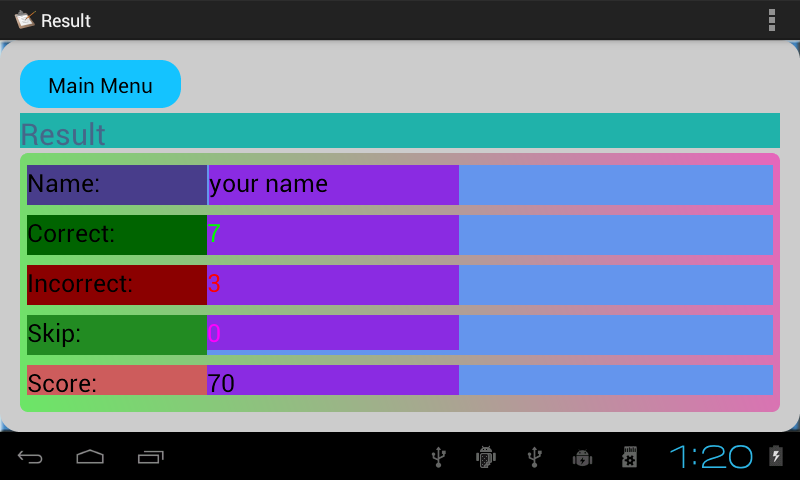 Result
Main Menu
Result
Name: your name
Correct: 7
Incorrect: 3
Skip: 0
Score: 70
1:20